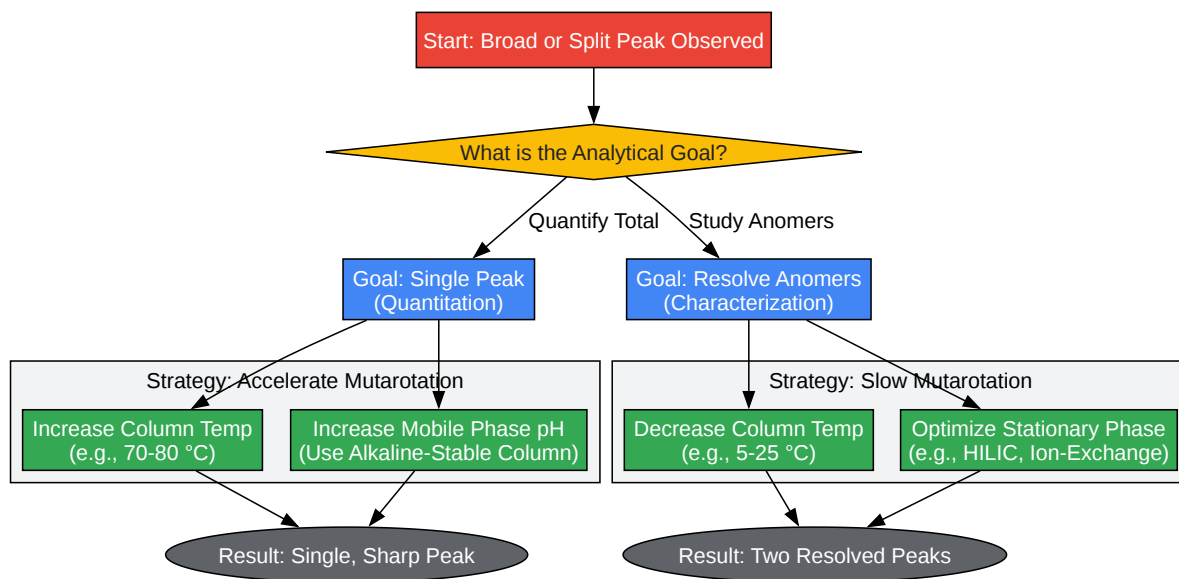 Start: Broad or Split Peak Observed
What is the Analytical Goal?
Quantify Total
Study Anomers
Goal: Single Peak
(Quantitation)
Goal: Resolve Anomers
(Characterization)
Strategy: Accelerate Mutarotation
Increase Column Temp
(e.g., 70-80 °C)
Increase Mobile Phase pH
(Use Alkaline-Stable Column)
Strategy: Slow Mutarotation
Decrease Column Temp
(e.g., 5-25 °C)
Optimize Stationary Phase
(e.g., HILIC, Ion-Exchange)
Result: Single, Sharp Peak
Result: Two Resolved Peaks